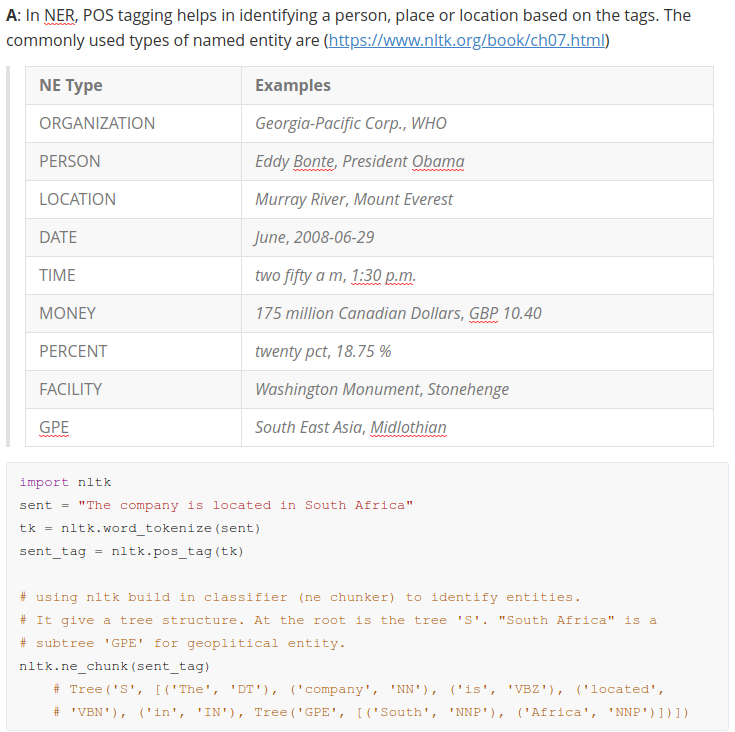 A: In NER, POS tagging helps in identifying a person, place or location based on the tags. The
commonly used types of named entity are (https://www.nltk.org/book/ch07.html)
NE Type Examples
ORGANIZATION Georgia-Pacific Corp., WHO
PERSON Eddy Bonte, President Obama
LOCATION Murray River, Mount Everest
DATE June, 2008-06-29
TIME two fifty a m, 1:30 p.m.
MONEY 175 million Canadian Dollars, GBP 10.40
PERCENT twenty pct, 18.75 %
FACILITY Washington Monument, Stonehenge
GPE South East Asia, Midlothian
import nltk
sent = "The company is located in South Africa"
tk = nltk.word_tokenize(sent)
sent_tag = nltk.pos_tag(tk)
# using nltk build in classifier (ne chunker) to identify entities.
# It give a tree structure. At the root is the tree 'S'. "South Africa" is a
# subtree 'GPE' for geoplitical entity.
nltk.ne_chunk(sent_tag)
# Tree('S', [('The', 'DT'), ('company', 'NN'), ('is', 'VBZ'), ('located',
# 'VBN'), ('in', 'IN'), Tree('GPE', [('South', 'NNP'), ('Africa', 'NNP')])])